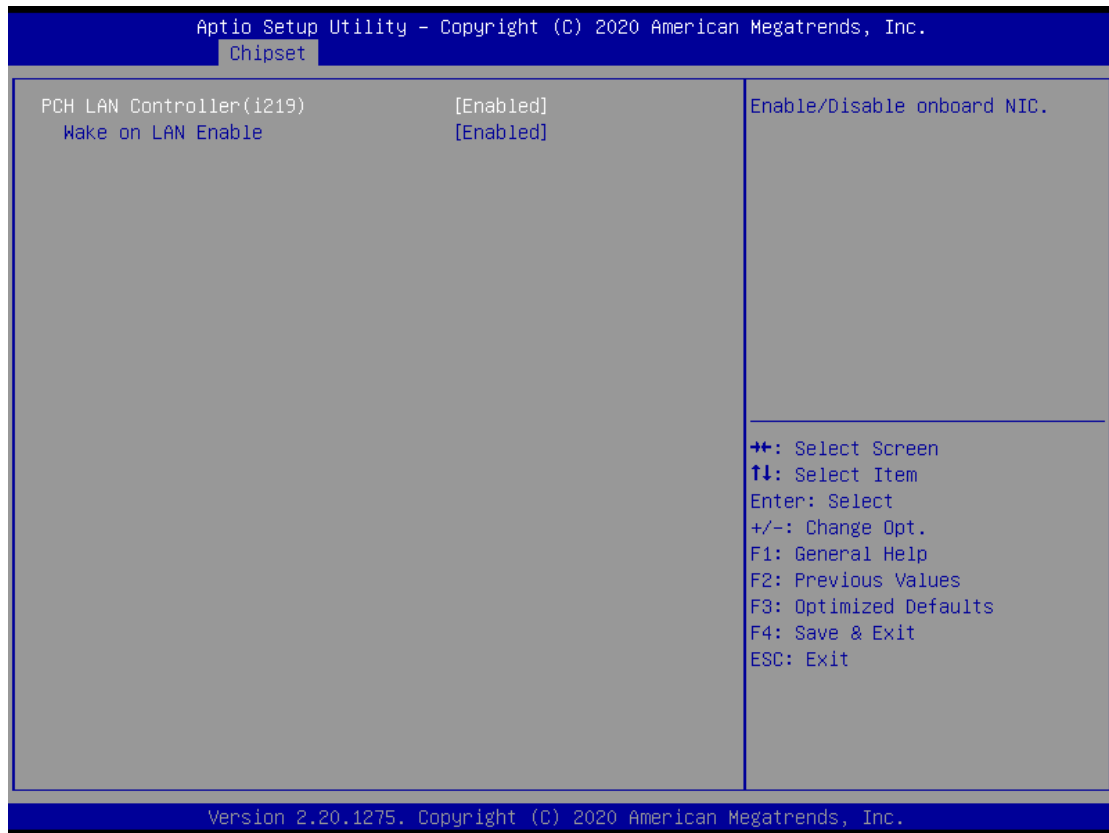 Aptio Setup Utility – Copyright (C) 2020 American Megatrends, Inc.
Chipset
PCH LAN Controller(i219) [Enabled]
Wake on LAN Enable [Enabled]
Enable/Disable onboard NIC.
→←: Select Screen
↑↓: Select Item
Enter: Select
+/-: Change Opt.
F1: General Help
F2: Previous Values
F3: Optimized Defaults
F4: Save & Exit
ESC: Exit
Version 2.20.1275. Copyright (C) 2020 American Megatrends, Inc.